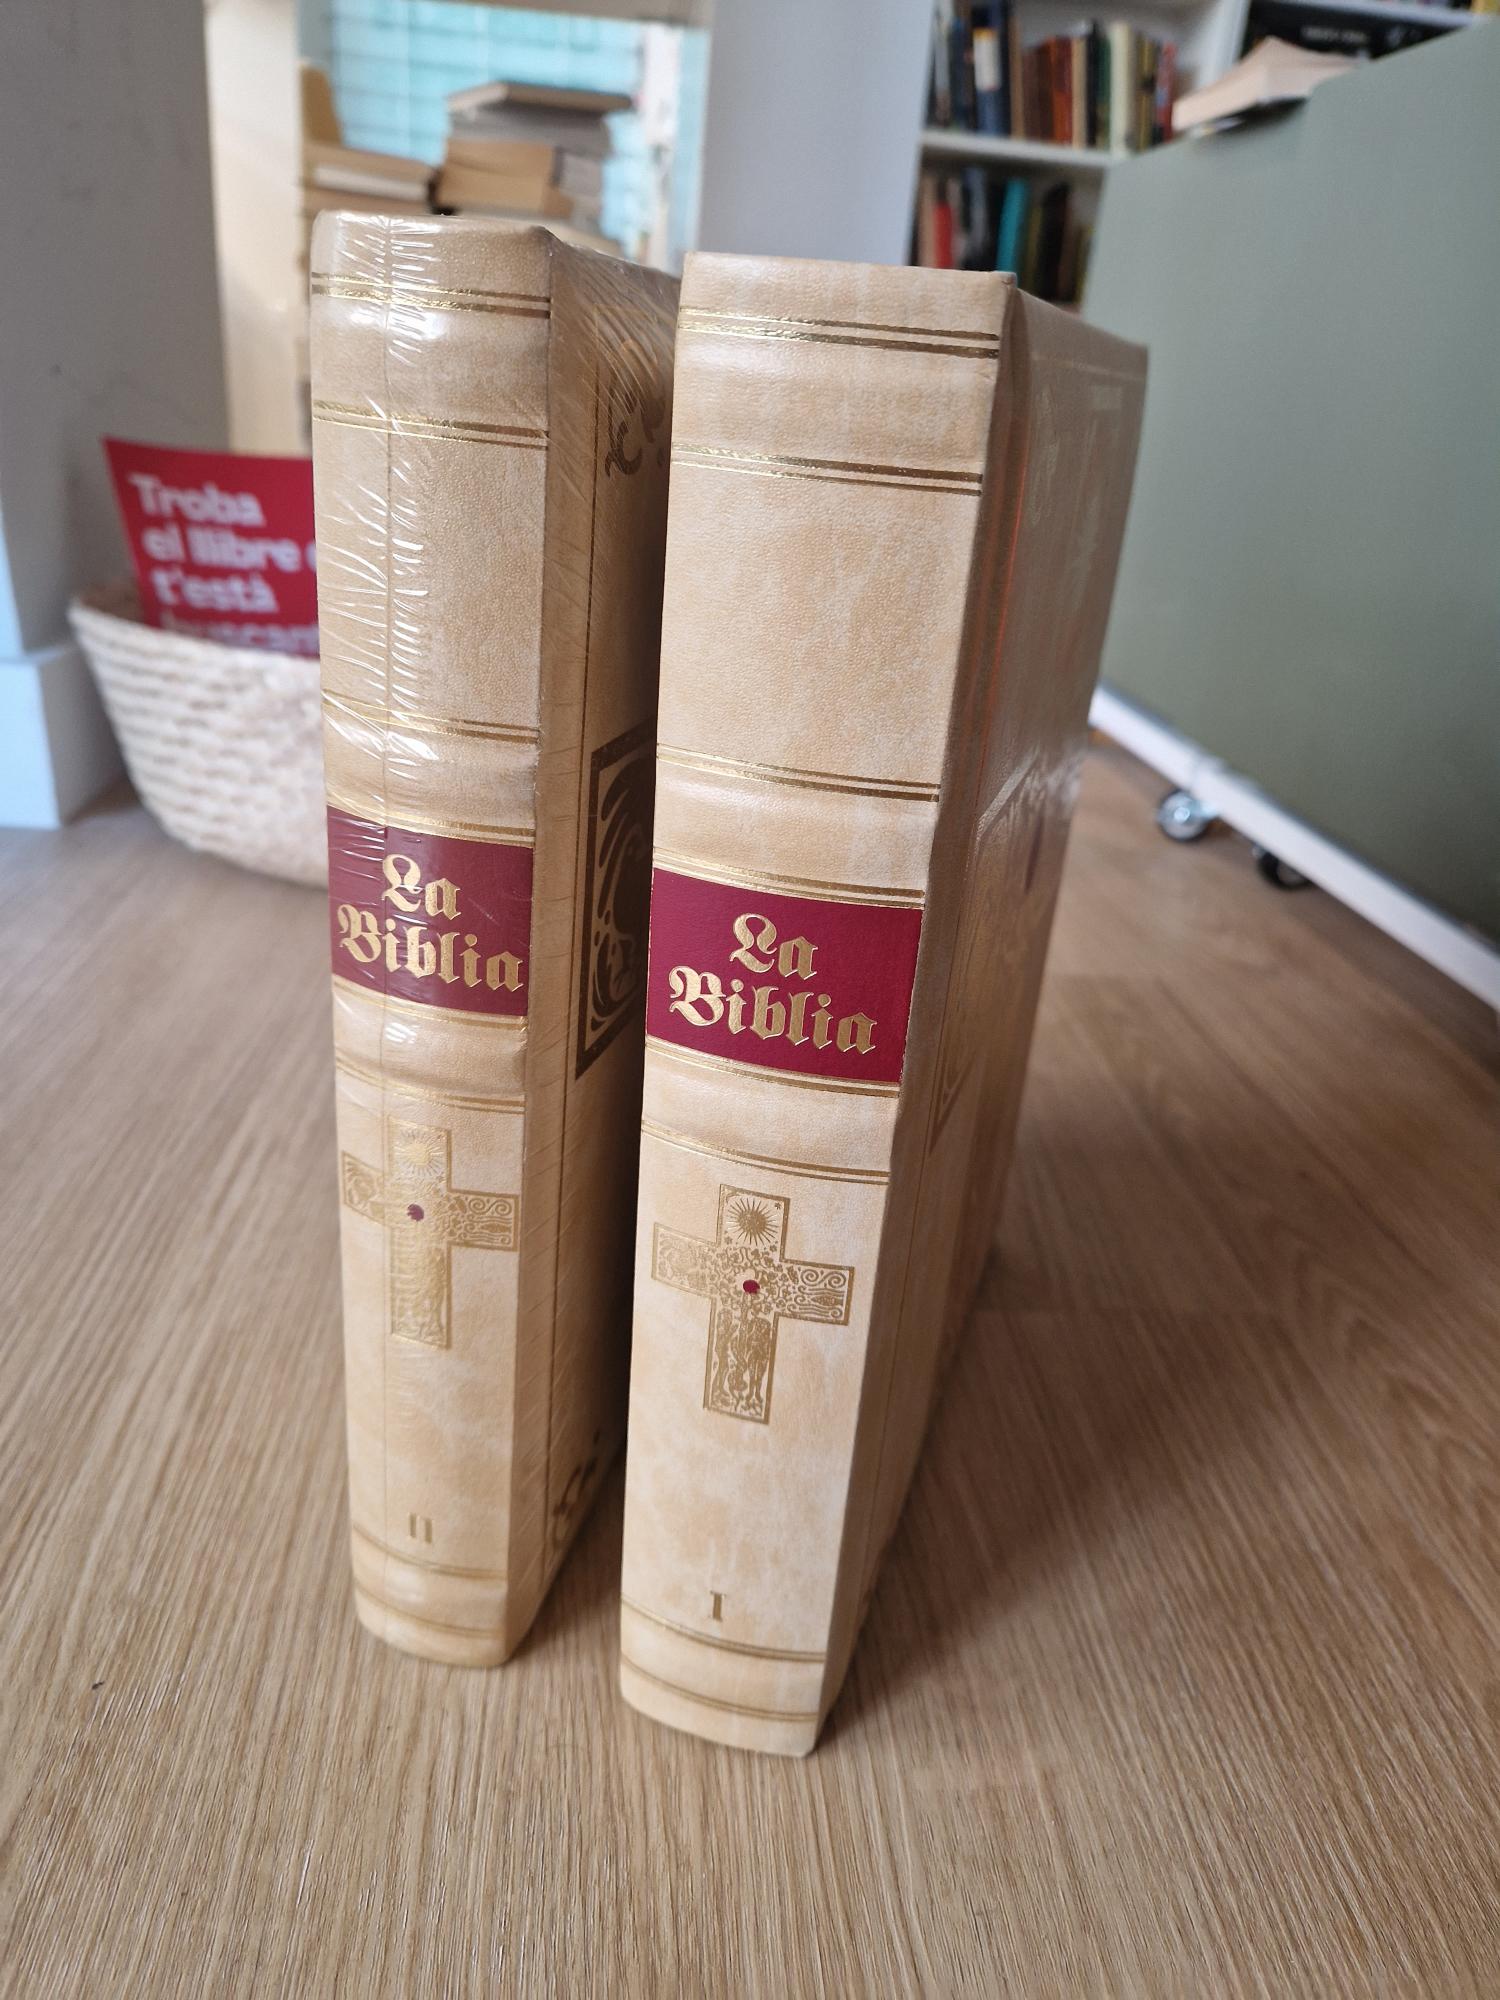 Troba
el llibre
t'està
La
Biblia
II
La
Biblia
I